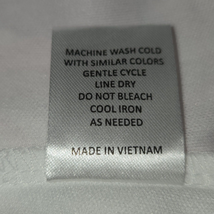 MACHINE WASH COLD
WITH SIMILAR COLORS
GENTLE CYCLE
LINE DRY
DO NOT BLEACH
COOL IRON
AS NEEDED
MADE IN VIETNAM